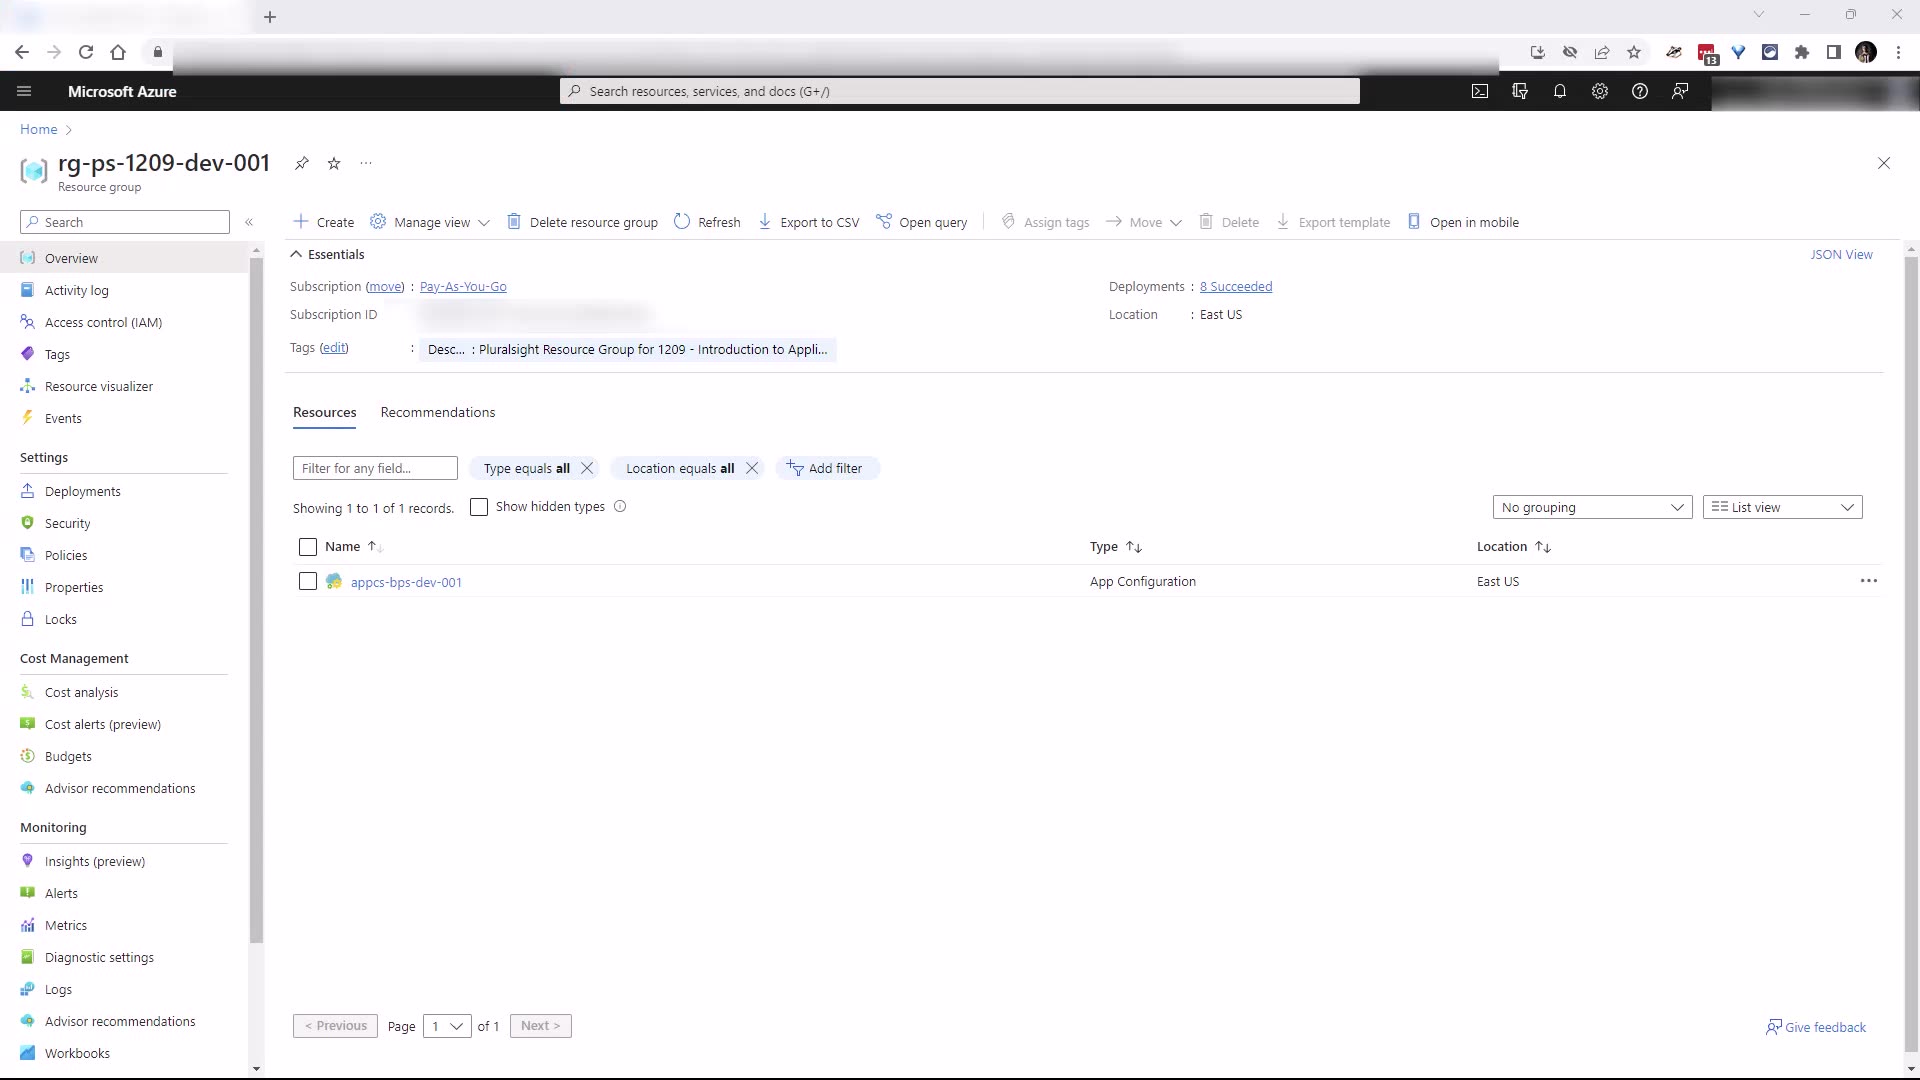 13
Microsoft Azure
Search resources, services, and docs (G+/)
Home
rg-ps-1209-dev-001
Resource group
Search
Overview
Activity log
Access control (IAM)
Tags
Resource visualizer
Events
Settings
Deployments
Security
Policies
Properties
Locks
Cost Management
Cost analysis
Cost alerts (preview)
Budgets
Advisor recommendations
Monitoring
Insights (preview)
Alerts
Metrics
Diagnostic settings
Logs
Advisor recommendations
Workbooks
Create Manage view Delete resource group Refresh Export to CSV Open query Assign tags Move Delete Export template Open in mobile
Essentials
JSON View
Subscription (move) : Pay-As-You-Go
Subscription ID
Tags (edit) : Desc... : Pluralsight Resource Group for 1209 - Introduction to Appli...
Deployments : 8 Succeeded
Location : East US
Resources Recommendations
Filter for any field... Type equals all Location equals all Add filter
Showing 1 to 1 of 1 records. Show hidden types No grouping List view
Name Type Location
appcs-bps-dev-001 App Configuration East US
< Previous Page 1 of 1 Next >
Give feedback